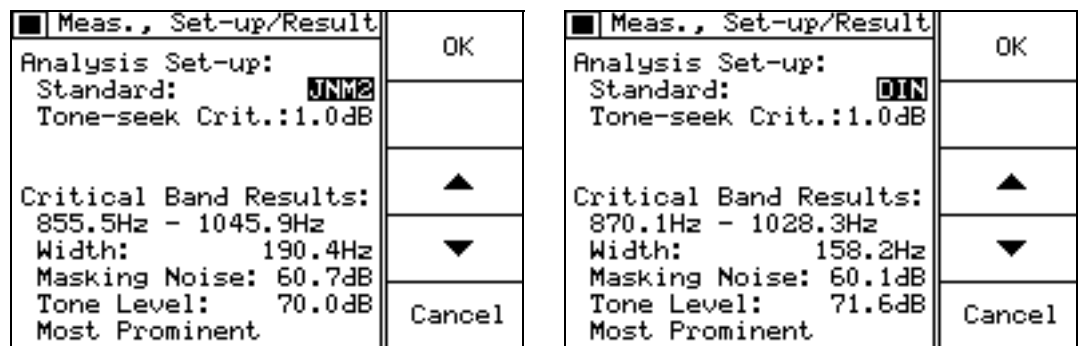 Meas., Set-up/Result
Analysis Set-up:
Standard: JNM2
Tone-seek Crit.:1.0dB
Critical Band Results:
855.5Hz - 1045.9Hz
Width: 190.4Hz
Masking Noise: 60.7dB
Tone Level: 70.0dB
Most Prominent
OK
Cancel
Meas., Set-up/Result
Analysis Set-up:
Standard: DIN
Tone-seek Crit.:1.0dB
Critical Band Results:
870.1Hz - 1028.3Hz
Width: 158.2Hz
Masking Noise: 60.1dB
Tone Level: 71.6dB
Most Prominent
OK
Cancel